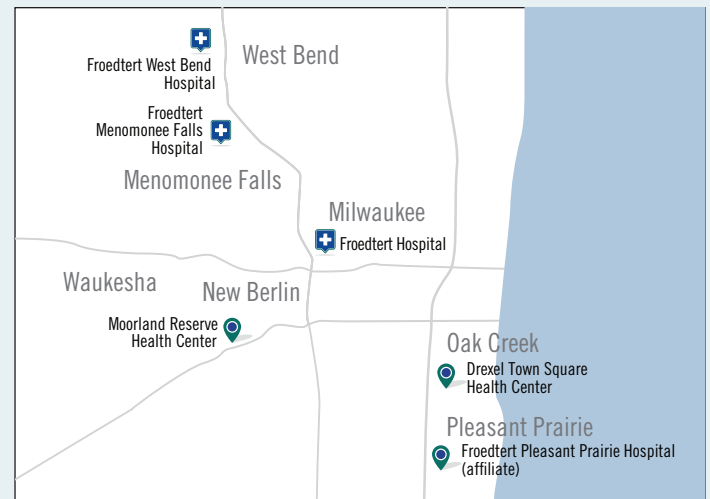 West Bend
Froedtert West Bend
Hospital
Froedtert
Menomonee Falls
Hospital
Menomonee Falls
Milwaukee
Froedtert Hospital
Waukesha
New Berlin
Moorland Reserve
Health Center
Oak Creek
Drexel Town Square
Health Center
Pleasant Prairie
Froedtert Pleasant Prairie Hospital
(affiliate)